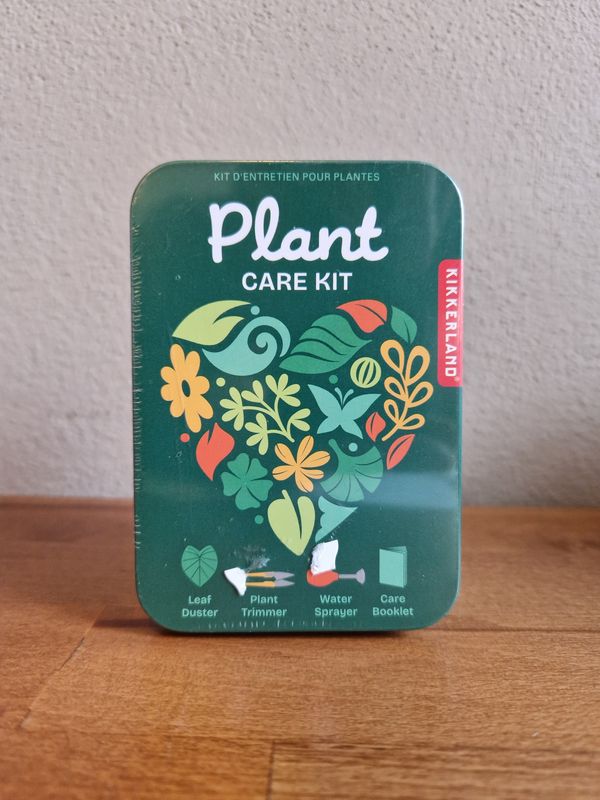 KIT D'ENTRETIEN POUR PLANTES
Plant
CARE KIT
KIKKERLAND®
Leaf
Duster
Plant
Trimmer
Water
Sprayer
Care
Booklet